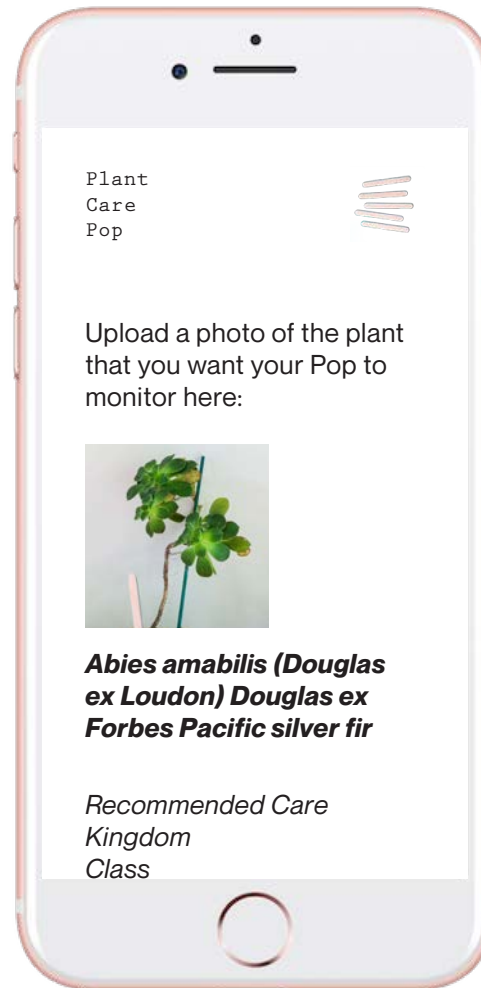 Plant
Care
Pop
Upload a photo of the plant
that you want your Pop to
monitor here:
Abies amabilis (Douglas
ex Loudon) Douglas ex
Forbes Pacific silver fir
Recommended Care
Kingdom
Class